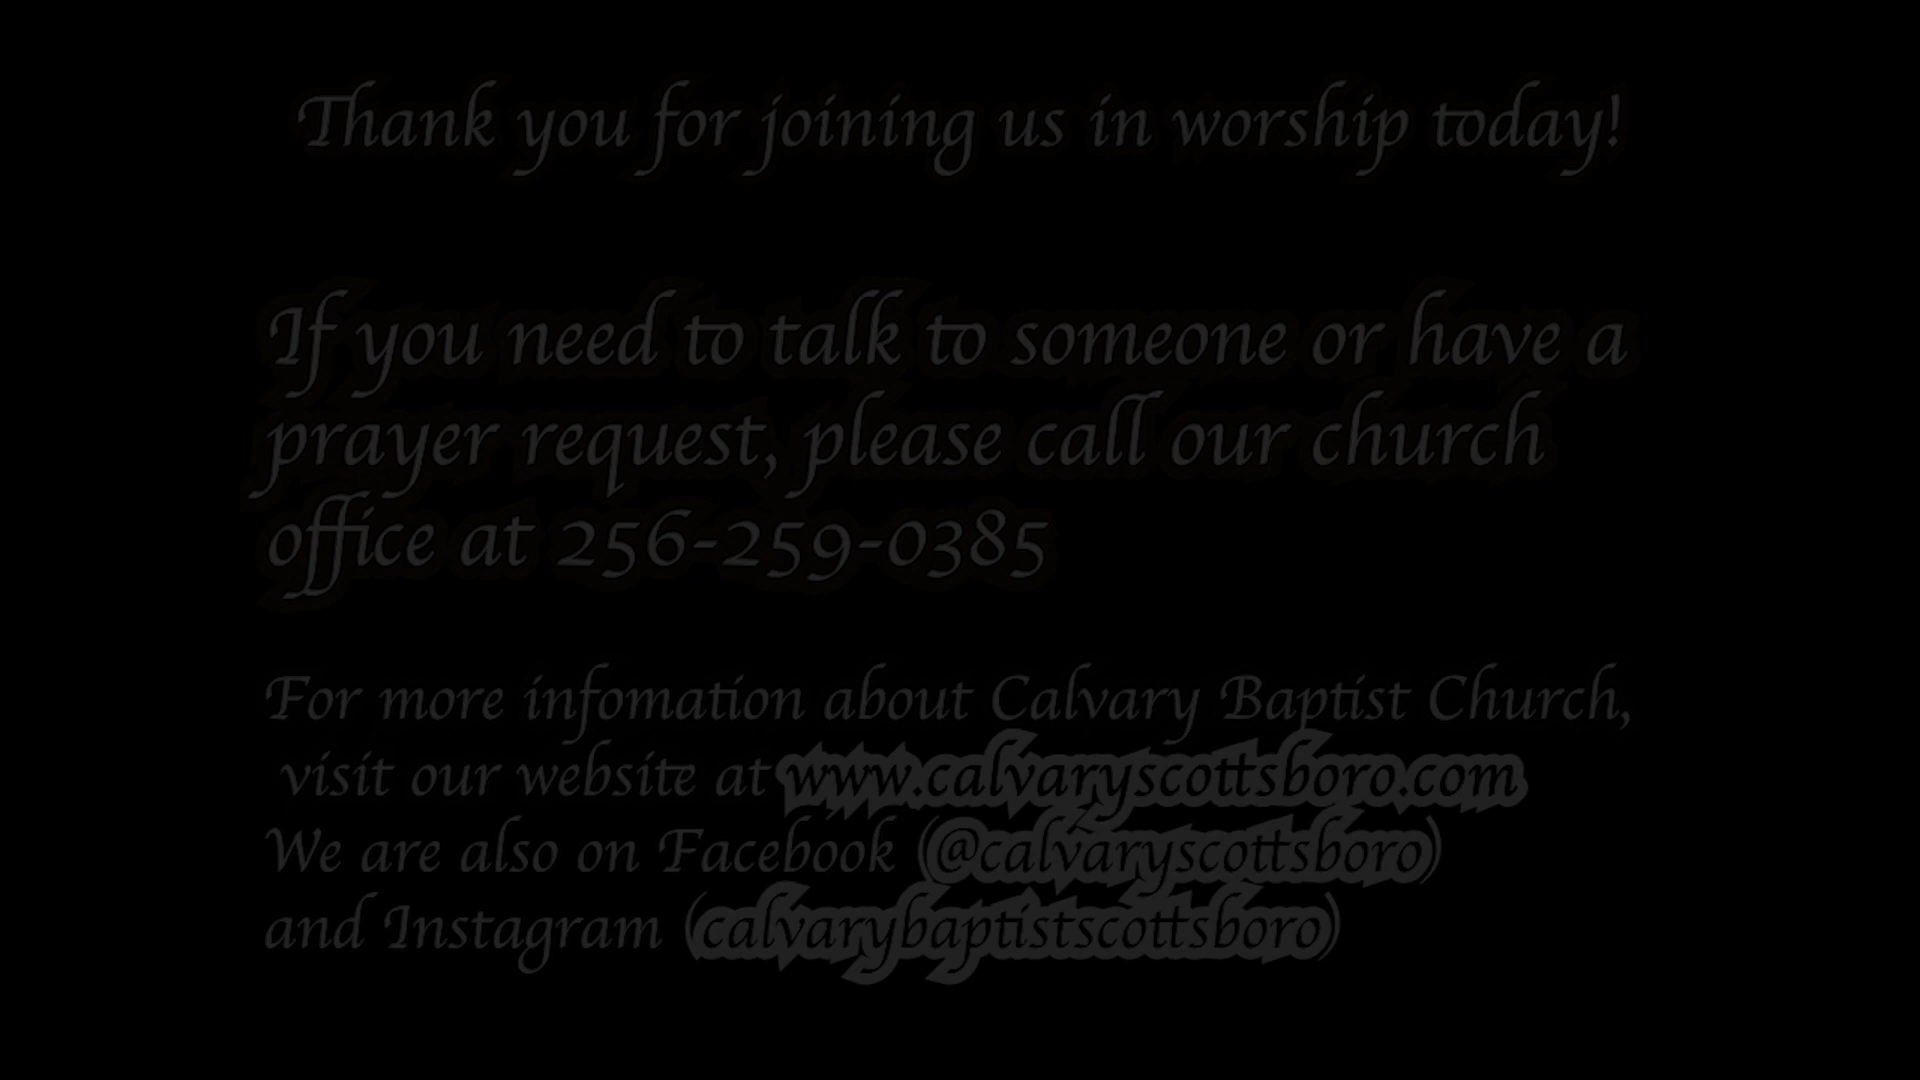 Thank you for joining us in worship today!
If you need to talk to someone or have a
prayer request, please call our church
office at 256-259-0385
For more infomation about Calvary Baptist Church,
visit our website at www.calvaryscottsboro.com
We are also on Facebook (@calvaryscottsboro)
and Instagram (calvarybaptistscottsboro)